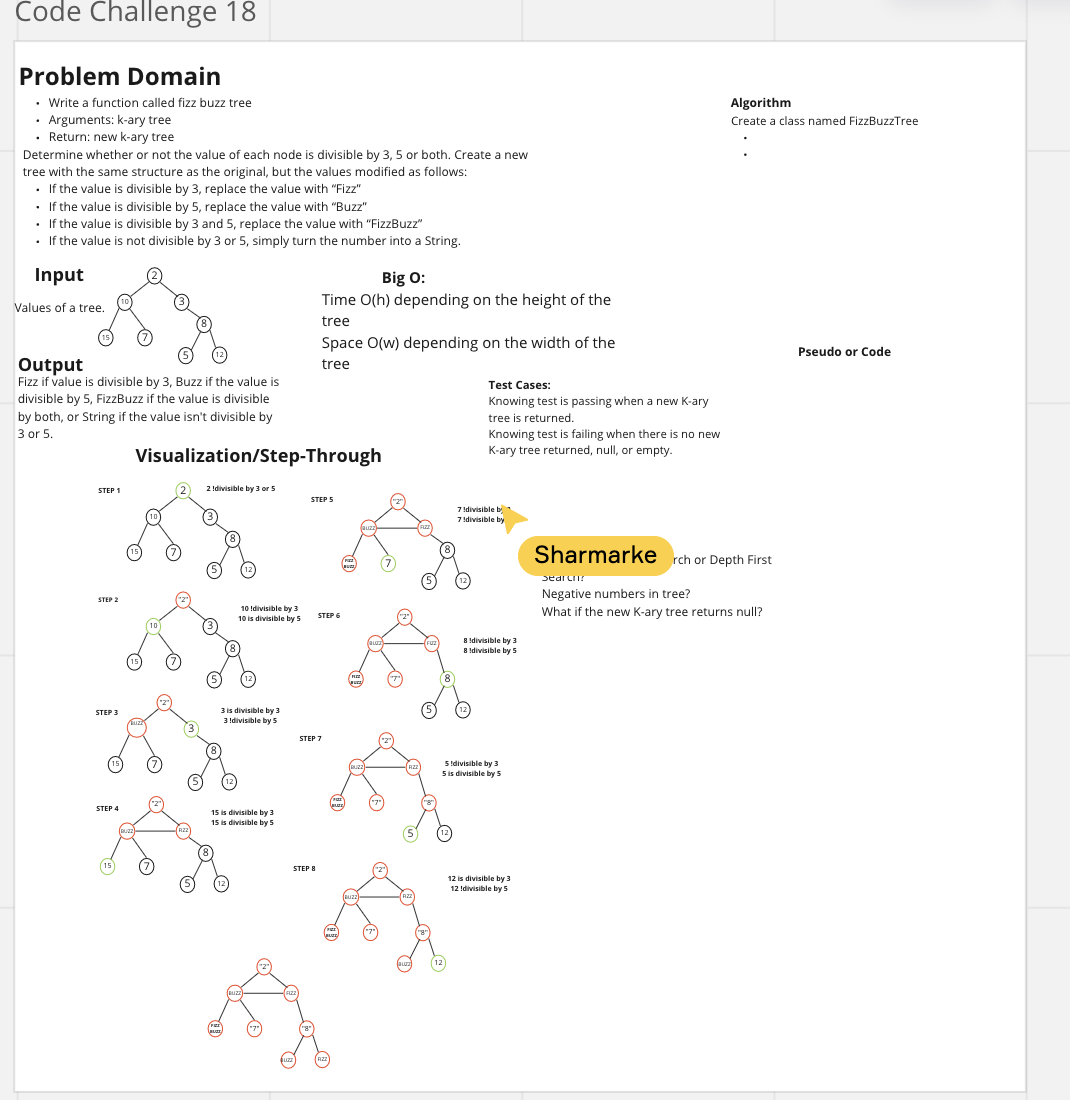 Code Challenge 18
Problem Domain
• Write a function called fizz buzz tree
• Arguments: k-ary tree
• Return: new k-ary tree
Determine whether or not the value of each node is divisible by 3, 5 or both. Create a new
tree with the same structure as the original, but the values modified as follows:
• If the value is divisible by 3, replace the value with “Fizz”
• If the value is divisible by 5, replace the value with “Buzz”
• If the value is divisible by 3 and 5, replace the value with “FizzBuzz”
• If the value is not divisible by 3 or 5, simply turn the number into a String.
Algorithm
Create a class named FizzBuzzTree
•
•
Input
Values of a tree.
2
10
3
8
15
7
5
12
Output
Fizz if value is divisible by 3, Buzz if the value is
divisible by 5, FizzBuzz if the value is divisible
by both, or String if the value isn't divisible by
3 or 5.
Big O:
Time O(h) depending on the height of the
tree
Space O(w) depending on the width of the
tree
Pseudo or Code
Test Cases:
Knowing test is passing when a new K-ary
tree is returned.
Knowing test is failing when there is no new
K-ary tree returned, null, or empty.
Visualization/Step-Through
STEP 1
2 !divisible by 3 or 5
2
10
3
8
15
7
5
12
STEP 2
10 !divisible by 3
10 is divisible by 5
"2"
10
3
8
15
7
5
12
STEP 3
3 is divisible by 3
3 !divisible by 5
"2"
BUZZ
3
8
15
7
5
12
STEP 4
15 is divisible by 3
15 is divisible by 5
"2"
BUZZ
FIZZ
8
15
7
5
12
STEP 5
7 !divisible by
7 !divisible by
"2"
BUZZ
FIZZ
8
FIZZ
BUZZ
7
5
12
STEP 6
8 !divisible by 3
8 !divisible by 5
"2"
BUZZ
FIZZ
FIZZ
BUZZ
"7"
8
5
12
STEP 7
5 !divisible by 3
5 is divisible by 5
"2"
BUZZ
FIZZ
FIZZ
BUZZ
"7"
"8"
5
12
STEP 8
12 is divisible by 3
12 !divisible by 5
"2"
BUZZ
FIZZ
FIZZ
BUZZ
"7"
"8"
BUZZ
12
"2"
BUZZ
FIZZ
FIZZ
BUZZ
"7"
"8"
BUZZ
FIZZ
Sharmarke
or Depth First
Search?
Negative numbers in tree?
What if the new K-ary tree returns null?